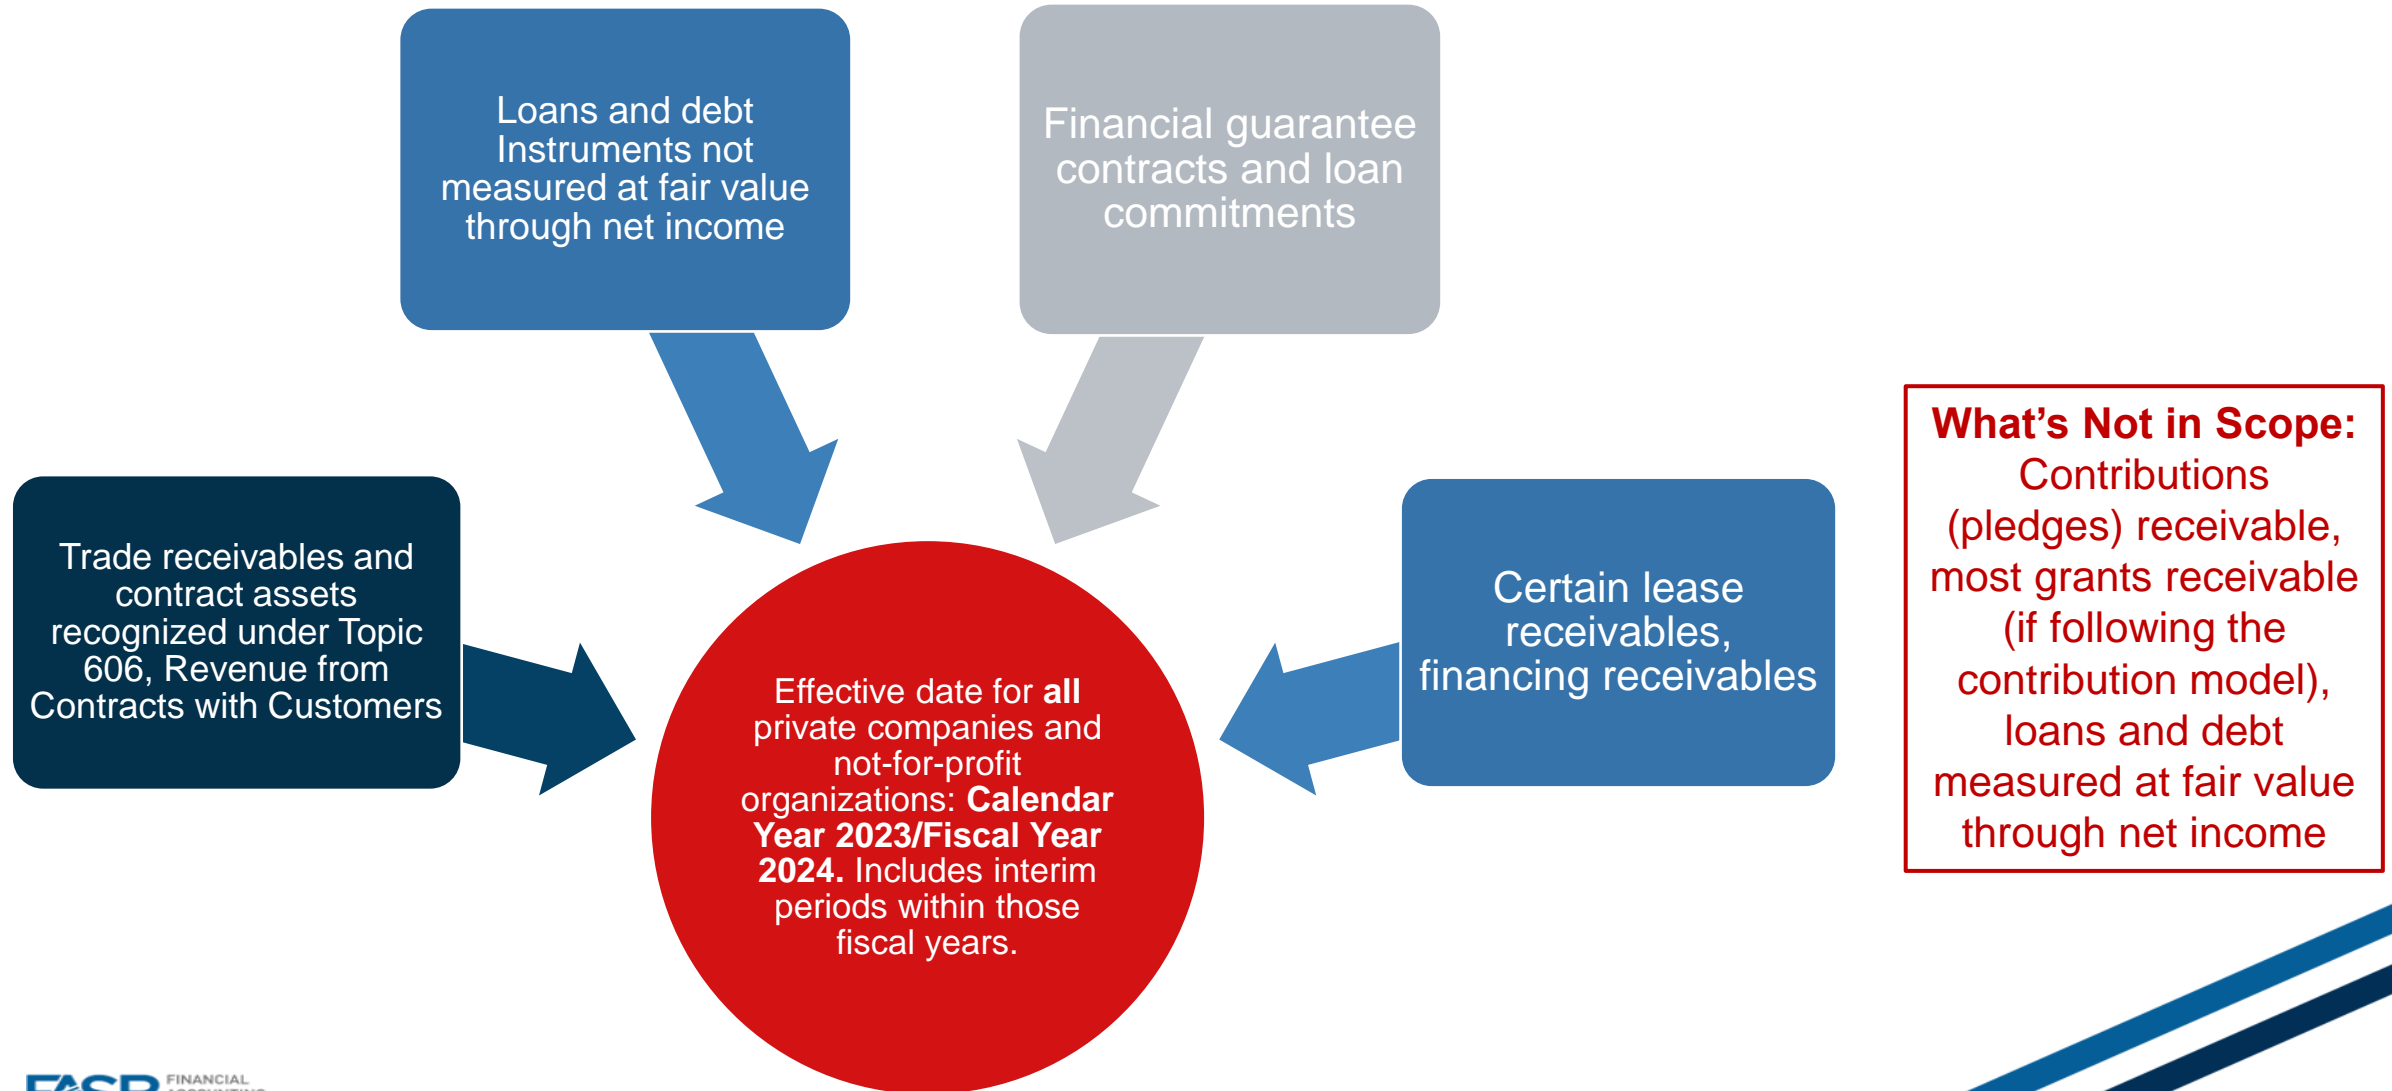 Loans and debt
Instruments not
measured at fair value
through net income
Financial guarantee
contracts and loan
commitments
Trade receivables and
contract assets
recognized under Topic
606, Revenue from
Contracts with Customers
Certain lease
receivables,
financing receivables
Effective date for all
private companies and
not-for-profit
organizations: Calendar
Year 2023/Fiscal Year
2024. Includes interim
periods within those
fiscal years.
What’s Not in Scope:
Contributions
(pledges) receivable,
most grants receivable
(if following the
contribution model),
loans and debt
measured at fair value
through net income
FASB FINANCIAL
ACCOUNTING